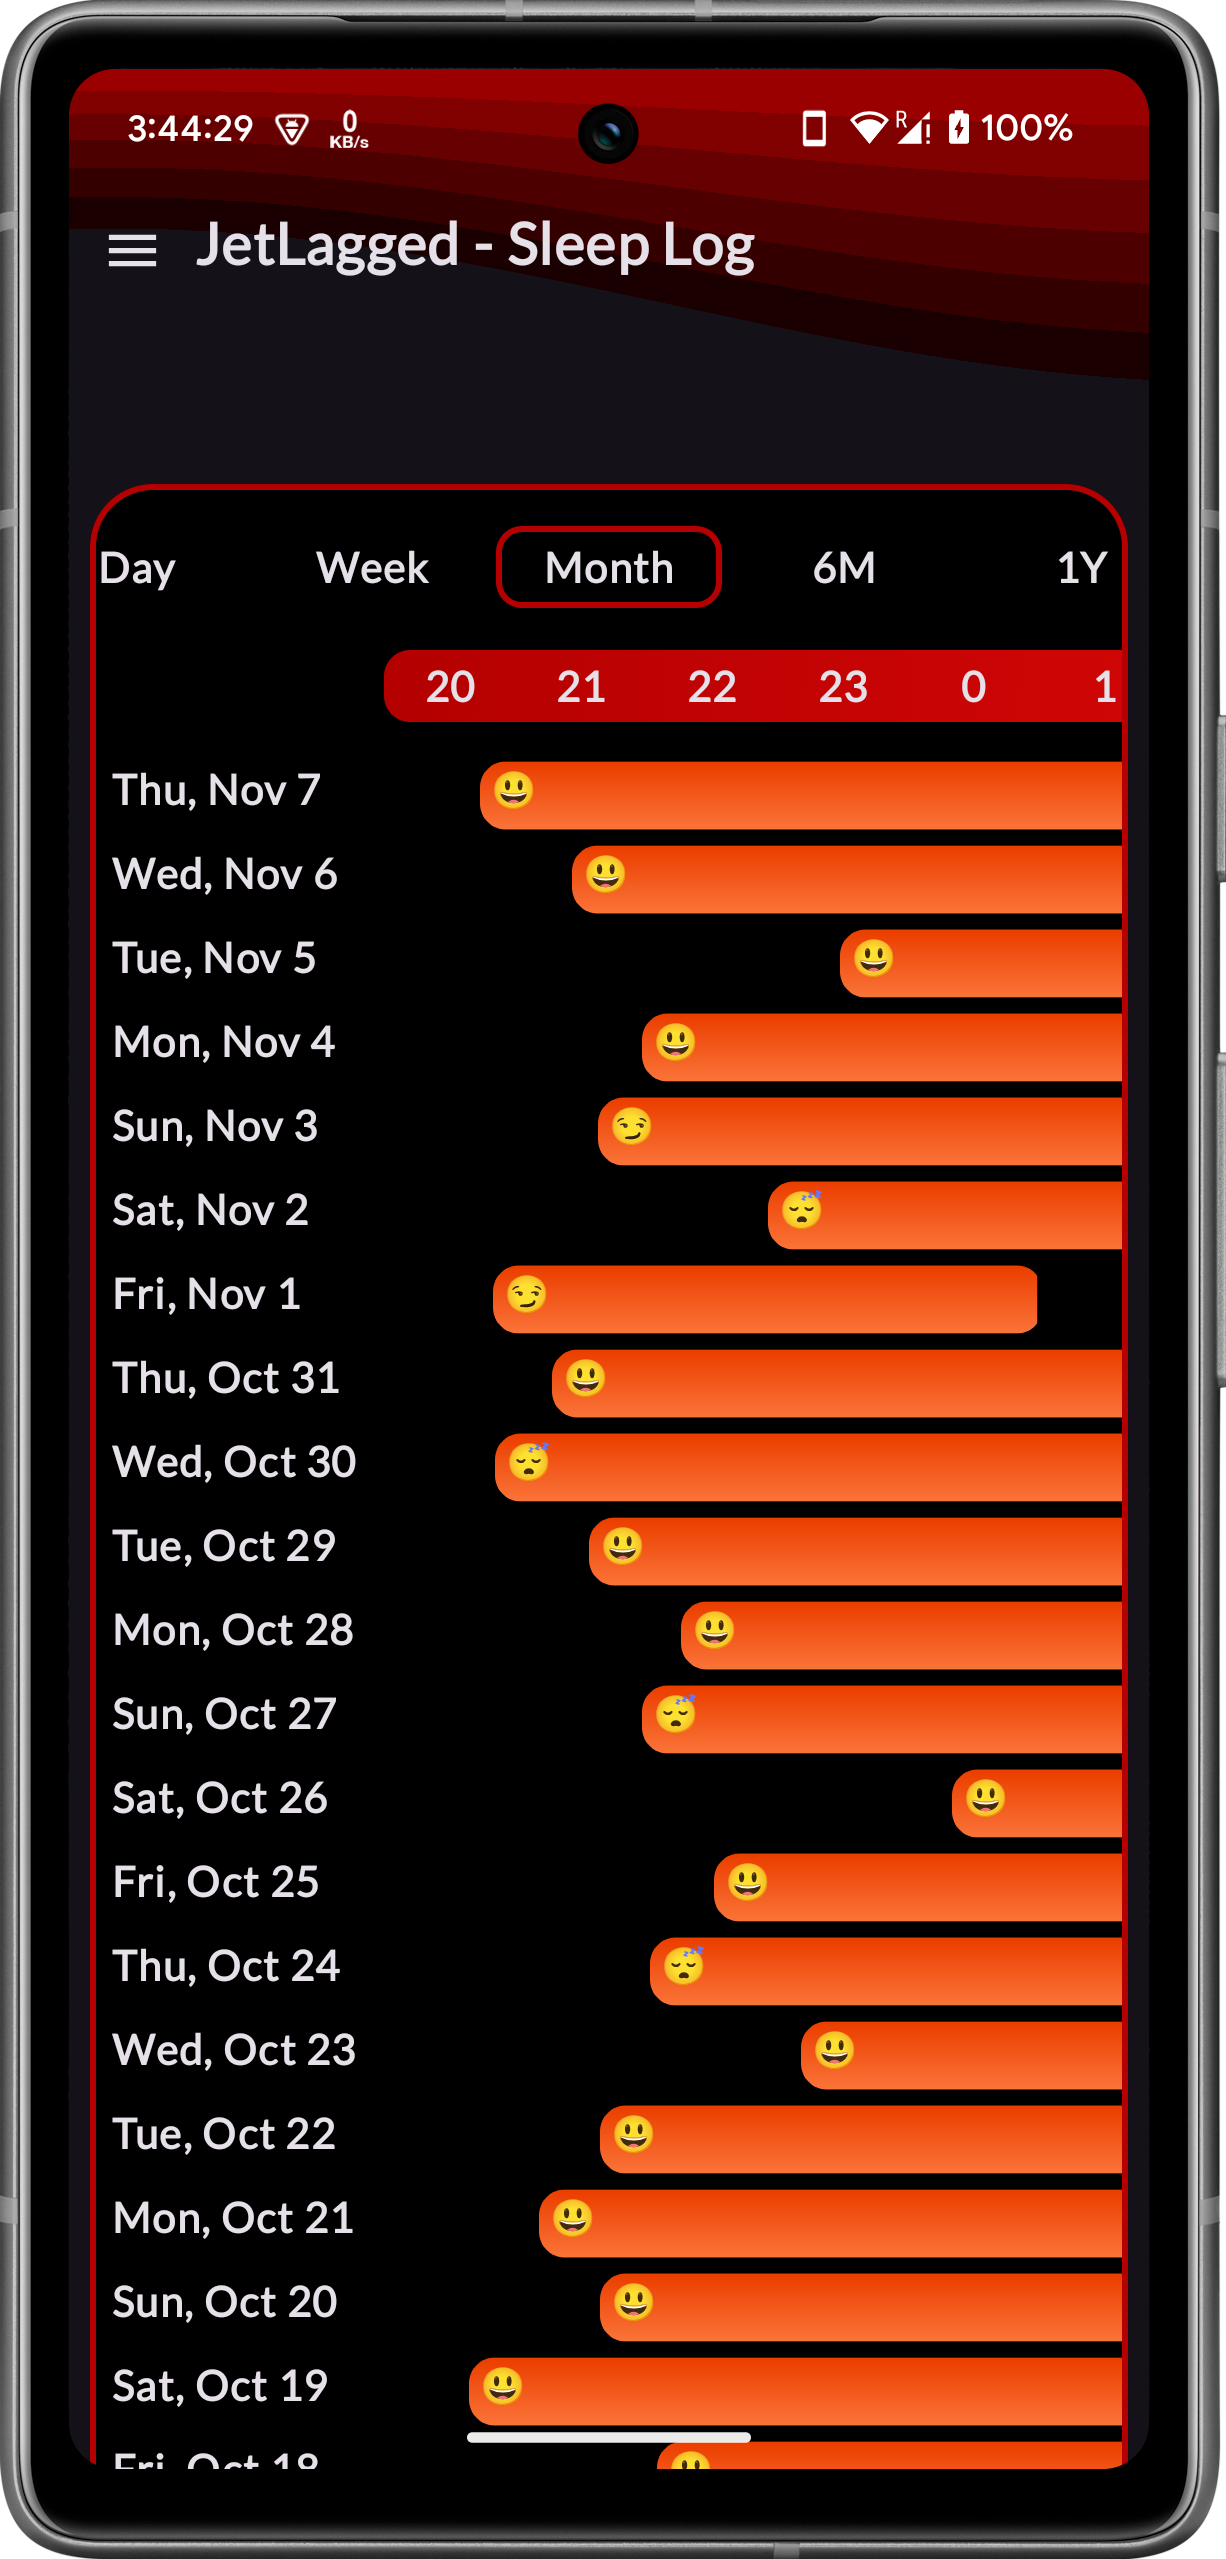 3:44:29 0 KB/s R 100%
JetLagged - Sleep Log
Day Week Month 6M 1Y
20 21 22 23 0 1
Thu, Nov 7
Wed, Nov 6
Tue, Nov 5
Mon, Nov 4
Sun, Nov 3
Sat, Nov 2
Fri, Nov 1
Thu, Oct 31
Wed, Oct 30
Tue, Oct 29
Mon, Oct 28
Sun, Oct 27
Sat, Oct 26
Fri, Oct 25
Thu, Oct 24
Wed, Oct 23
Tue, Oct 22
Mon, Oct 21
Sun, Oct 20
Sat, Oct 19
Fri, Oct 18